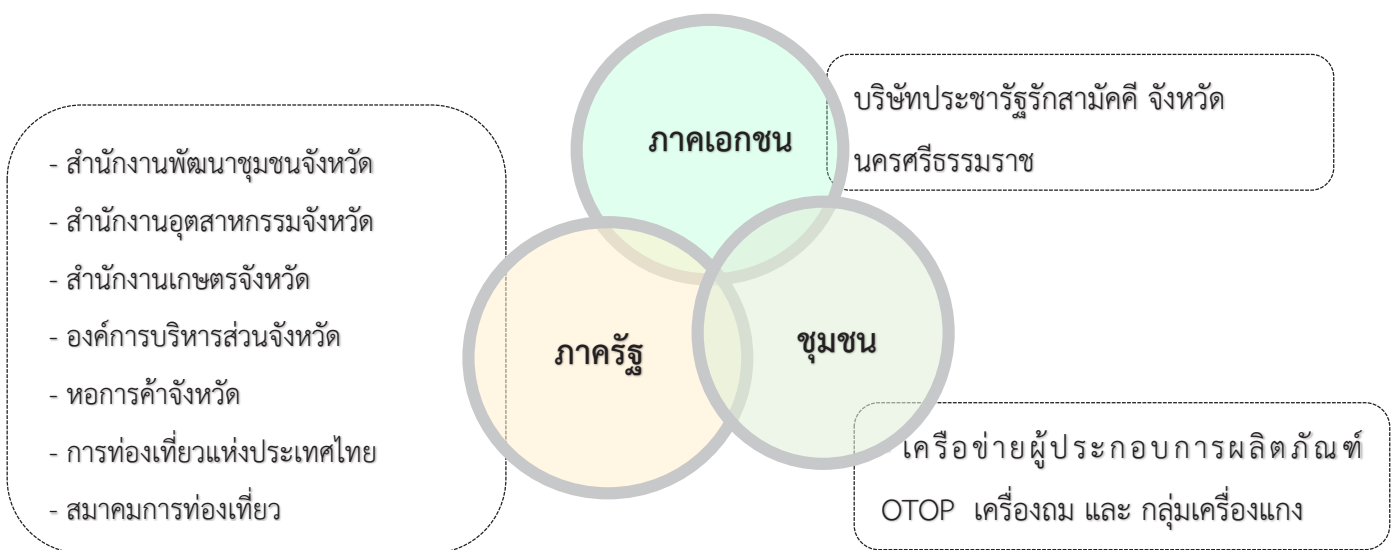 ภาคเอกชน
บริษัทประชารัฐรักสามัคคี จังหวัด
นครศรีธรรมราช
- สำนักงานพัฒนาชุมชนจังหวัด
- สำนักงานอุตสาหกรรมจังหวัด
- สำนักงานเกษตรจังหวัด
- องค์การบริหารส่วนจังหวัด
- หอการค้าจังหวัด
- การท่องเที่ยวแห่งประเทศไทย
- สมาคมการท่องเที่ยว
ภาครัฐ
ชุมชน
- เครือข่ายผู้ประกอบการผลิตภัณฑ์
OTOP เครื่องถม และ กลุ่มเครื่องแกง